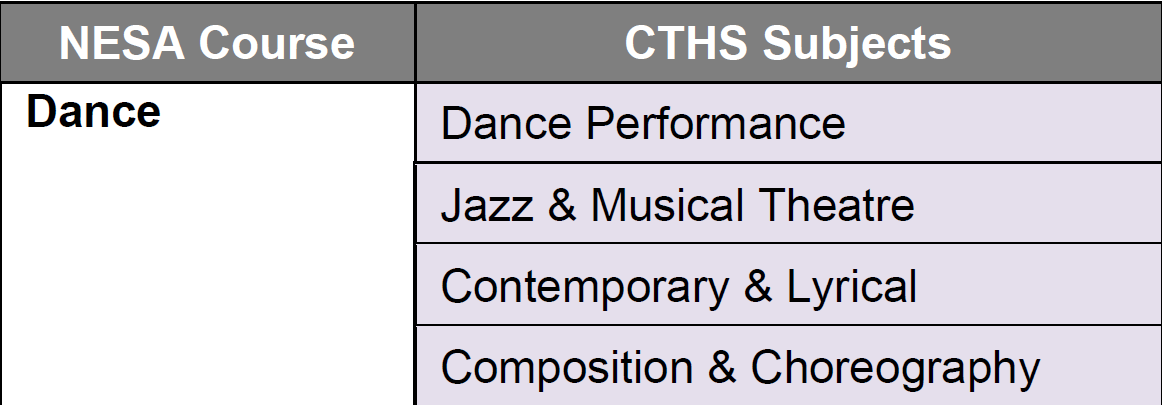 NESA Course
CTHS Subjects
Dance
Dance Performance
Jazz & Musical Theatre
Contemporary & Lyrical
Composition & Choreography